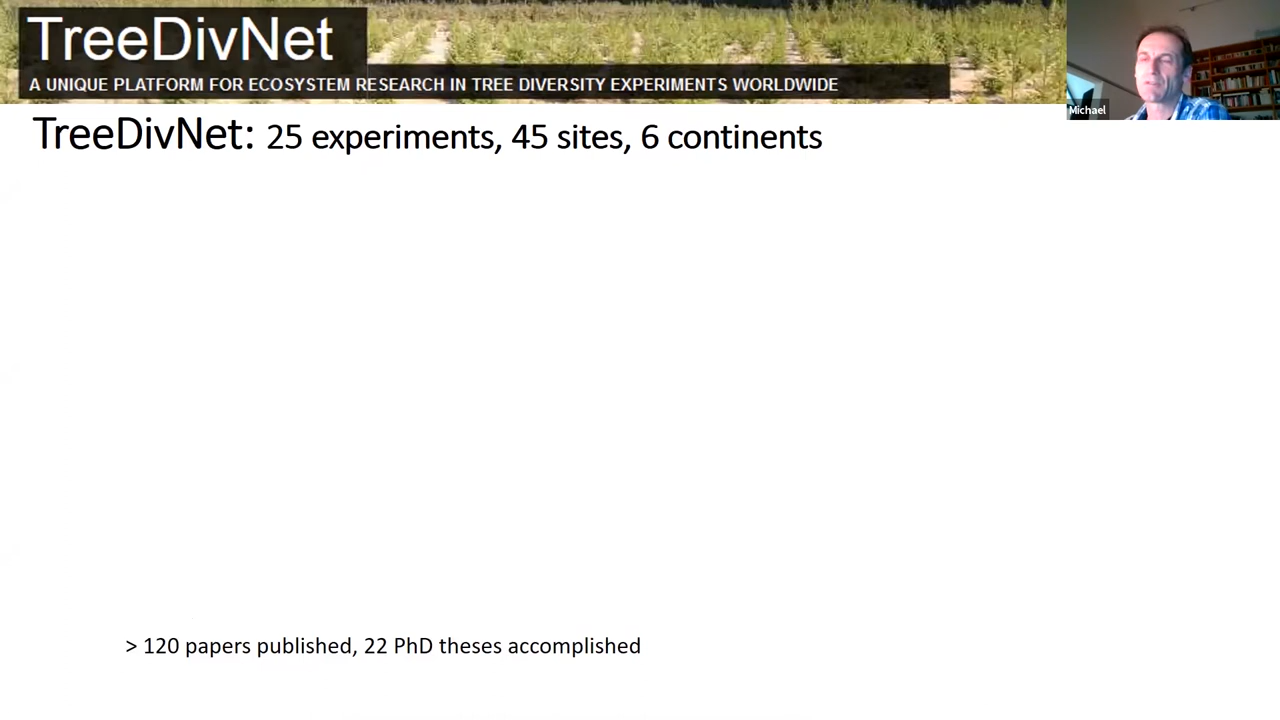 TreeDivNet
A UNIQUE PLATFORM FOR ECOSYSTEM RESEARCH IN TREE DIVERSITY EXPERIMENTS WORLDWIDE
Michael
TreeDivNet: 25 experiments, 45 sites, 6 continents
> 120 papers published, 22 PhD theses accomplished